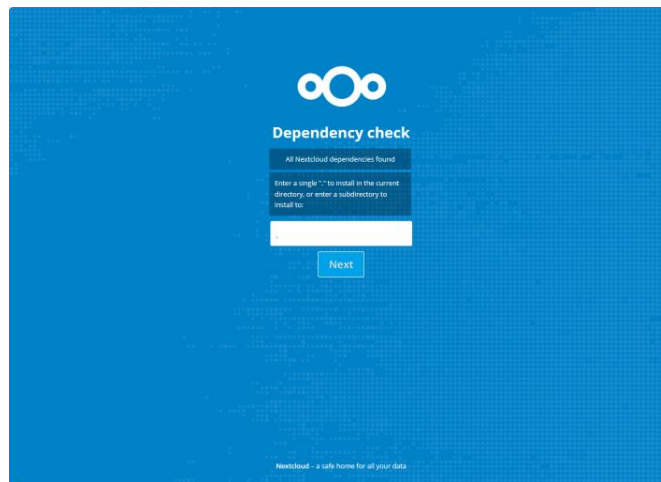 Dependency check
All Nextcloud dependencies found
Enter a single "." to install in the current
directory, or enter a subdirectory to
install to:
.
Next
Nextcloud – a safe home for all your data